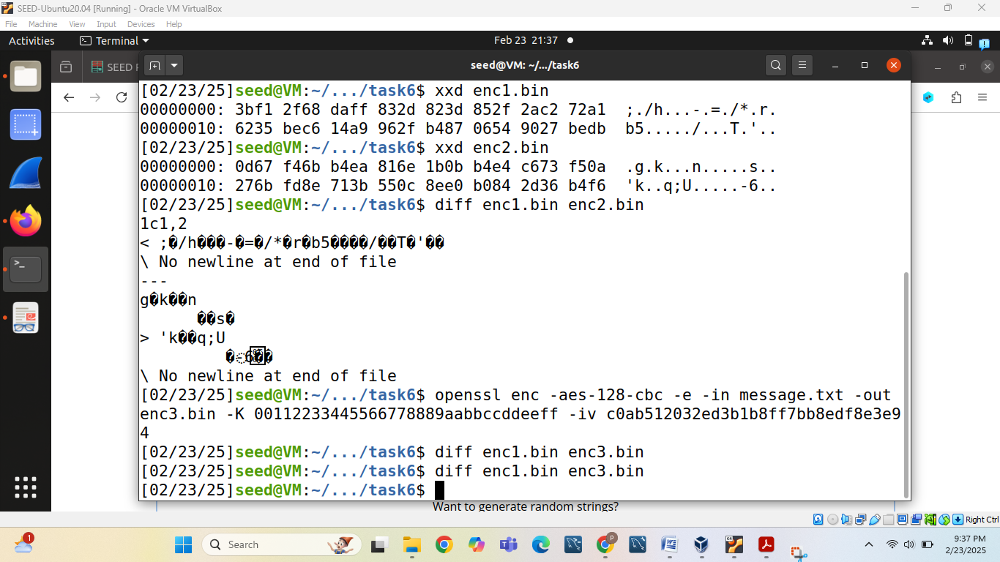 SEED-Ubuntu20.04 [Running] - Oracle VM VirtualBox
File Machine View Input Devices Help
Activities Terminal Feb 23 21:37
SEED
seed@VM: ~/.../task6
[02/23/25]seed@VM:~/.../task6$ xxd enc1.bin
00000000: 3bf1 2f68 daff 832d 823d 852f 2ac2 72a1 ;./h...-.=./*.r.
00000010: 6235 bec6 14a9 962f b487 0654 9027 bedb b5...../...T.'..
[02/23/25]seed@VM:~/.../task6$ xxd enc2.bin
00000000: 0d67 f46b b4ea 816e 1b0b b4e4 c673 f50a .g.k...n.....s..
00000010: 276b fd8e 713b 550c 8ee0 b084 2d36 b4f6 'k..q;U.....-6..
[02/23/25]seed@VM:~/.../task6$ diff enc1.bin enc2.bin
1c1,2
< ;�/h���-�=�/*�r�b5����/��T�'��
\ No newline at end of file
---
g�k��n
��s�
> 'k��q;U
�-6��
\ No newline at end of file
[02/23/25]seed@VM:~/.../task6$ openssl enc -aes-128-cbc -e -in message.txt -out
enc3.bin -K 00112233445566778889aabbccddeeff -iv c0ab512032ed3b1b8ff7bb8edf8e3e9
4
[02/23/25]seed@VM:~/.../task6$ diff enc1.bin enc3.bin
[02/23/25]seed@VM:~/.../task6$ diff enc1.bin enc3.bin
[02/23/25]seed@VM:~/.../task6$
Want to generate random strings?
Right Ctrl
1
Search
9:37 PM
2/23/2025